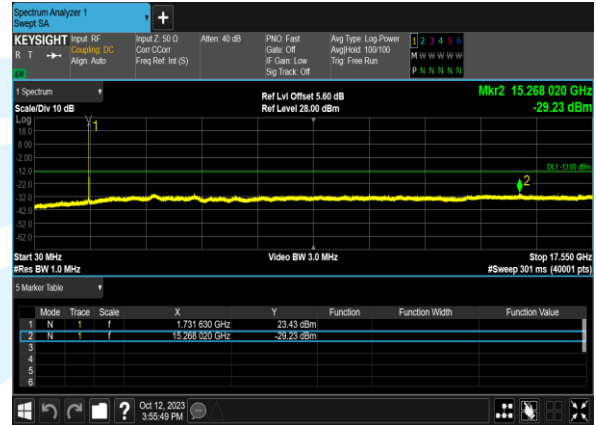 Spectrum Analyzer 1
Swept SA
+
KEYSIGHT Input: RF Input Z: 50 Ω Atten: 40 dB PNO: Fast Avg Type: Log-Power 1 2 3 4 5 6
R T Coupling: DC Corr CCorr Gate: Off Avg|Hold: 100/100 M W W W W W
Align: Auto Freq Ref: Int (S) IF Gain: Low Trig: Free Run
LV Sig Track: Off P N N N N N
1 Spectrum Ref Lvl Offset 5.60 dB Mkr2 15.268 020 GHz
Scale/Div 10 dB Ref Level 28.00 dBm -29.23 dBm
Log
1
18.0
8.00
-2.00
-12.0 DL1 -13.00 dBm
-22.0 2
-32.0
-42.0
-52.0
-62.0
Start 30 MHz Video BW 3.0 MHz Stop 17.550 GHz
#Res BW 1.0 MHz #Sweep 301 ms (40001 pts)
5 Marker Table
Mode Trace Scale X Y Function Function Width Function Value
1 N 1 f 1.731 630 GHz 23.43 dBm
2 N 1 f 15.268 020 GHz -29.23 dBm
3
4
5
6
? Oct 12, 2023
3:55:49 PM